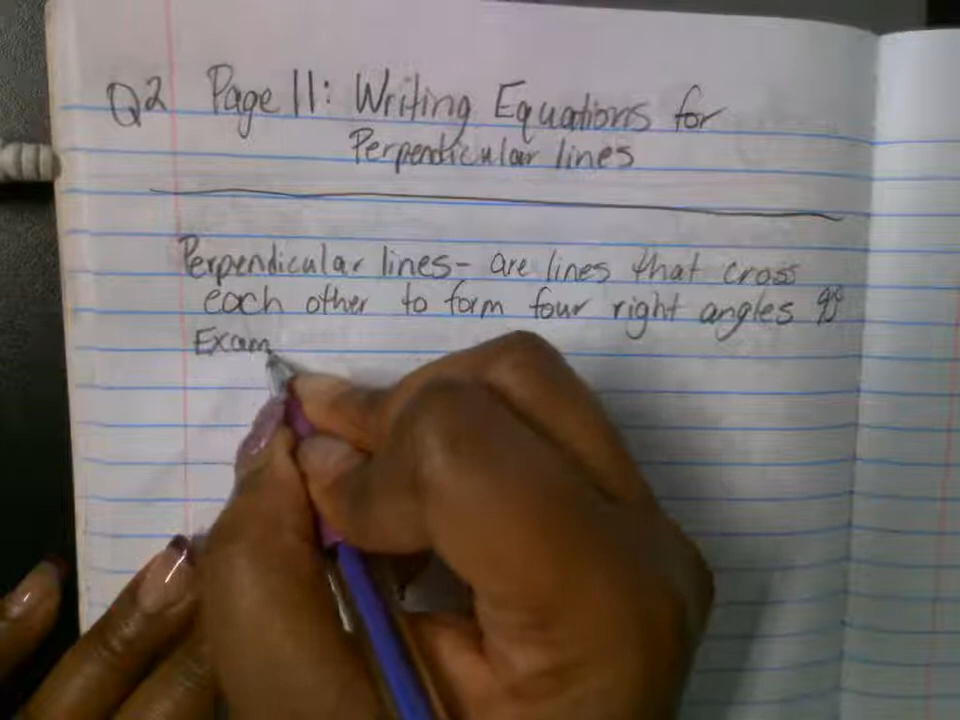 Q2 Page 11: Writing Equations for
Perpendicular lines
Perpendicular lines- are lines that cross
each other to form four right angles
Exam